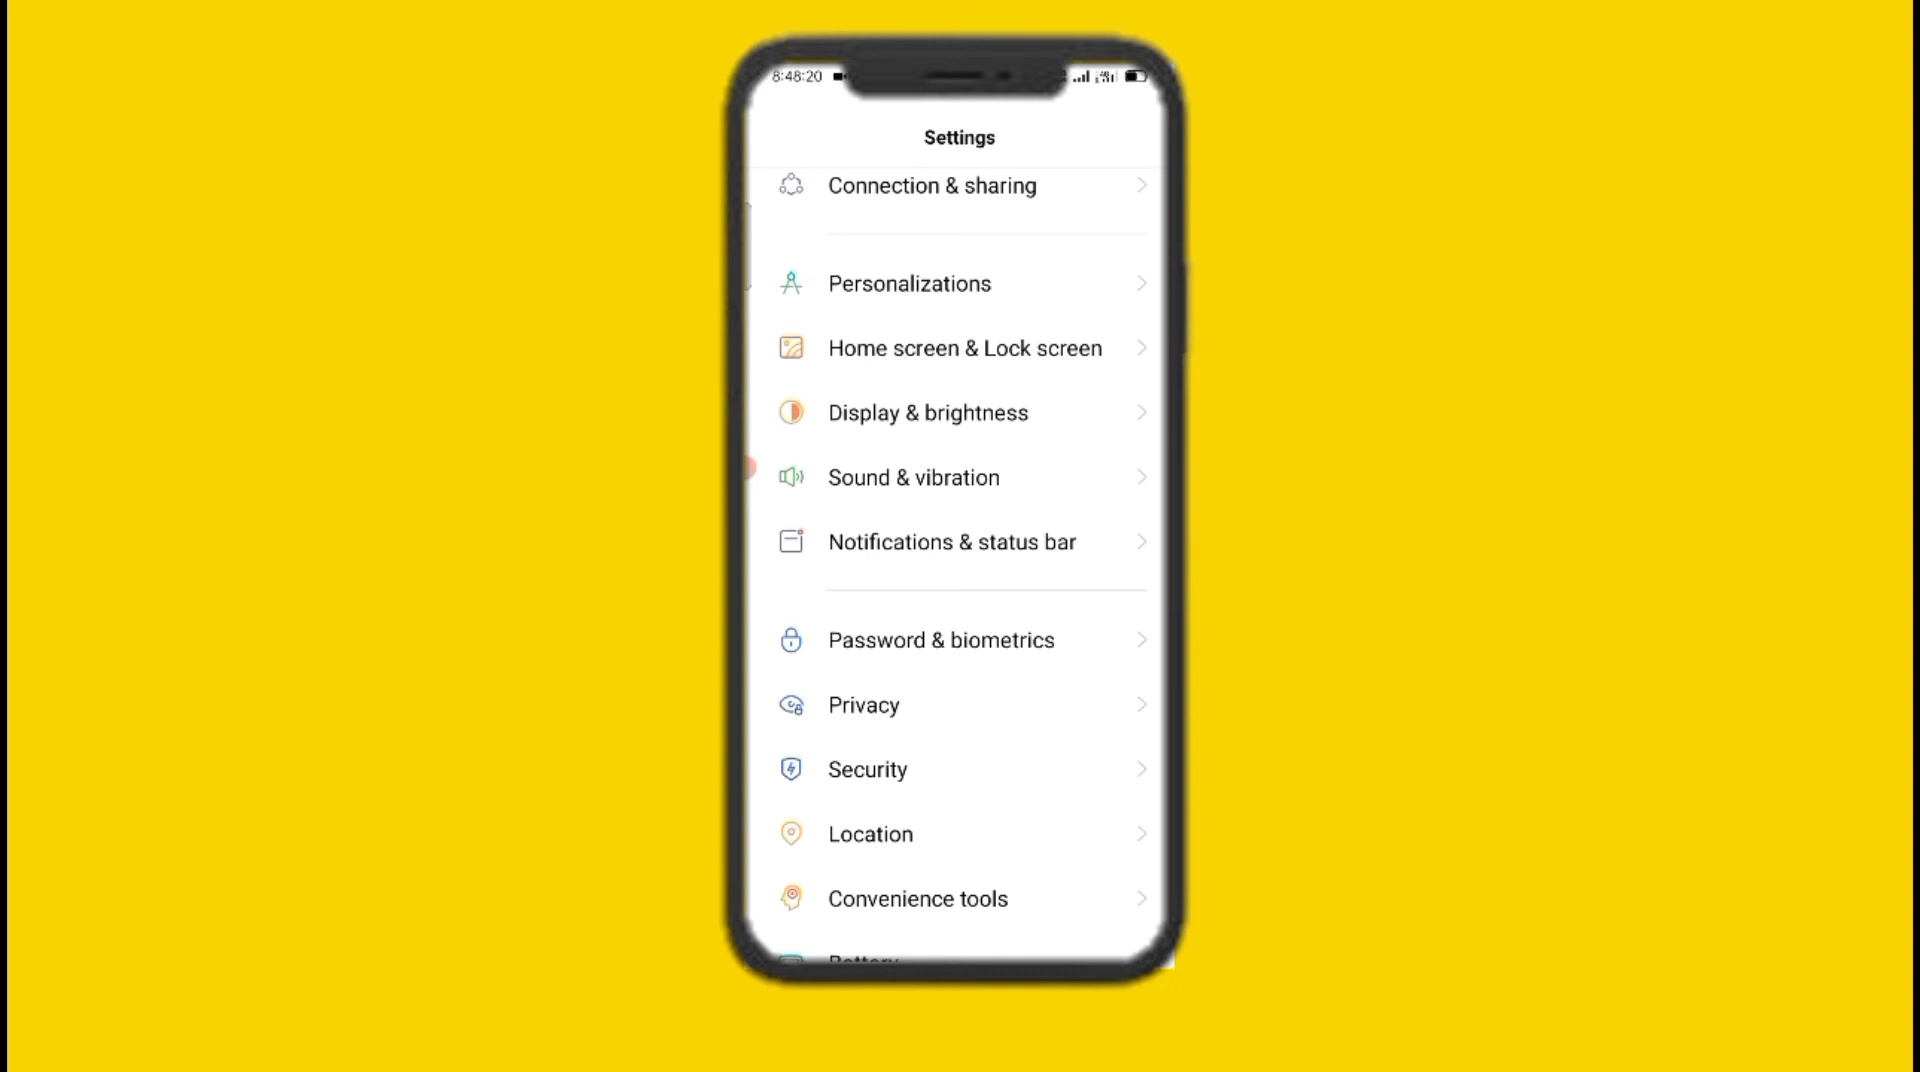 8:48:20
Settings
Connection & sharing
Personalizations
Home screen & Lock screen
Display & brightness
Sound & vibration
Notifications & status bar
Password & biometrics
Privacy
Security
Location
Convenience tools
Battery